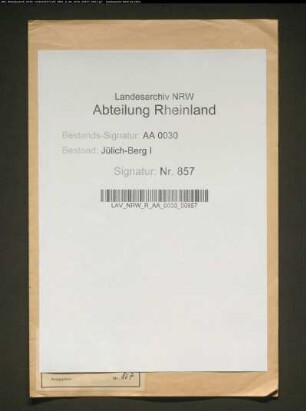 Landesarchiv NRW
Abteilung Rheinland
Bestands-Signatur: AA 0030
Bestand: Jülich-Berg I
Signatur: Nr. 857
LAV_NRW_R_AA_0030_00857